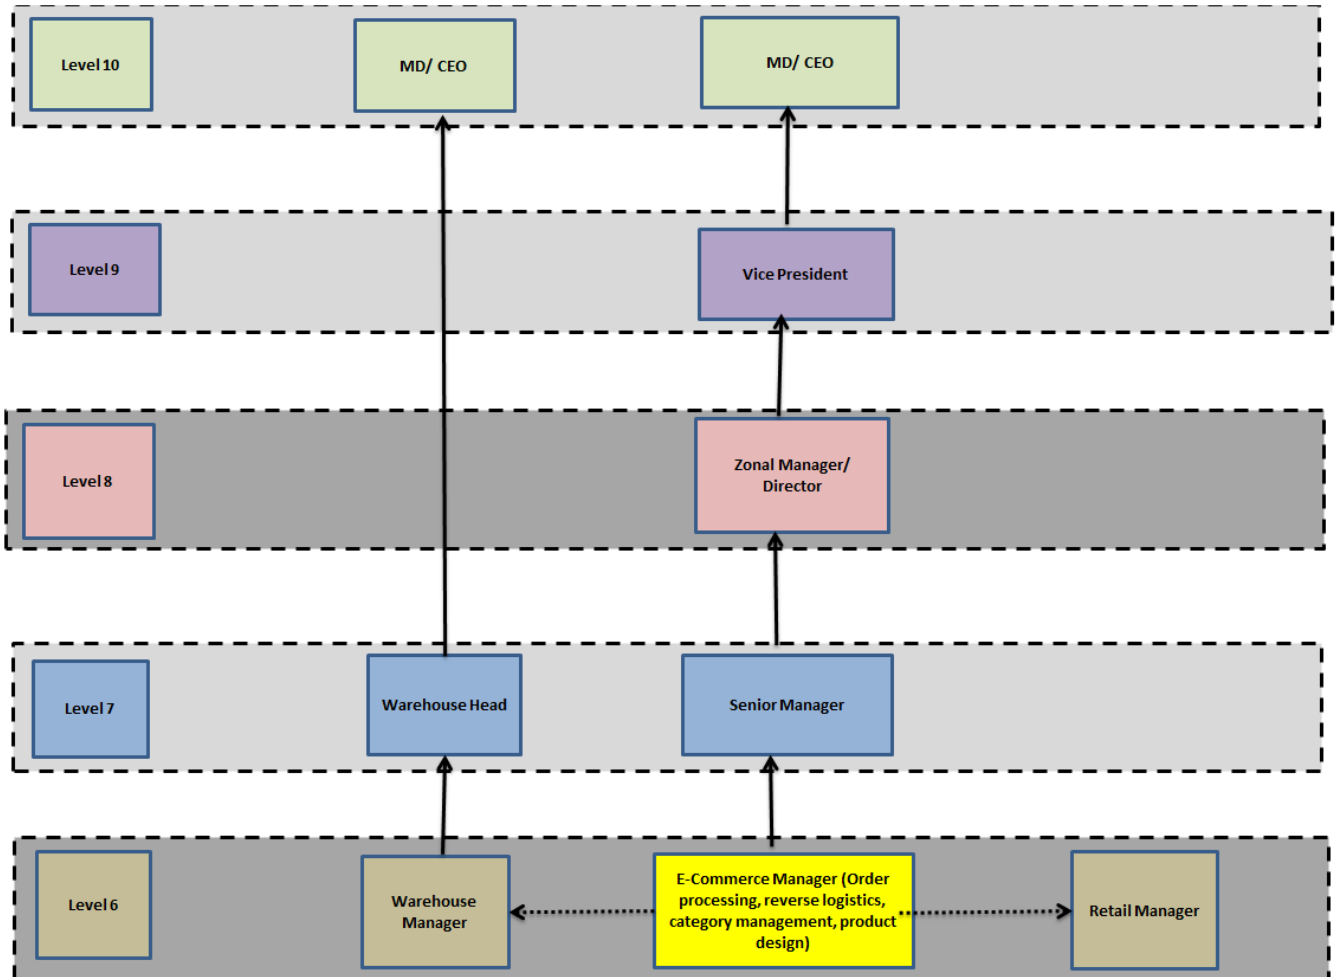 Level 10
MD/ CEO
MD/ CEO
Level 9
Vice President
Level 8
Zonal Manager/
Director
Level 7
Warehouse Head
Senior Manager
Level 6
Warehouse
Manager
E-Commerce Manager (Order
processing, reverse logistics,
category management, product
design)
Retail Manager